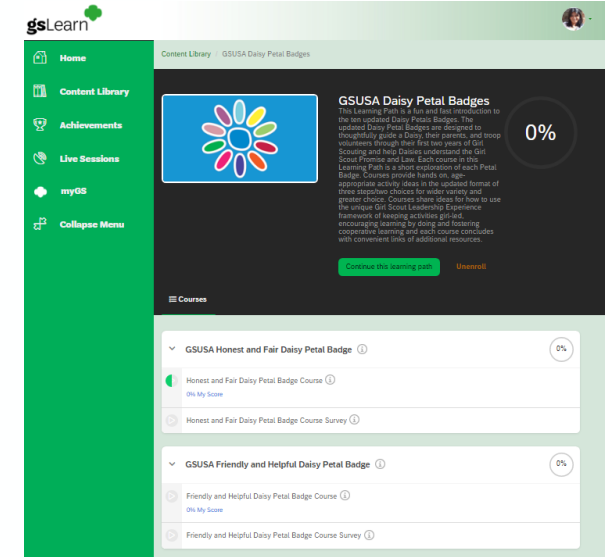 gsLearn
Home
Content Library
Achievements
Live Sessions
myGS
Collapse Menu
Content Library / GSUSA Daisy Petal Badges
GSUSA Daisy Petal Badges
This Learning Path is a fun and fast introduction to
the ten updated Daisy Petals Badges. The
updated Daisy Petal Badges are designed to
thoughtfully guide a Daisy, their parents, and troop
volunteers through their first two years of Girl
Scouting and help Daisies understand the Girl
Scout Promise and Law. Each course in this
Learning Path is a short exploration of each Petal
Badge. Courses provide hands on, age-
appropriate activity ideas in the updated format of
three steps/two choices for wider variety and
greater choice. Courses share ideas for how to use
the unique Girl Scout Leadership Experience
framework of keeping activities girl-led,
encouraging learning by doing and fostering
cooperative learning and each course concludes
with convenient links of additional resources.
0%
Continue this learning path
Unenroll
Courses
GSUSA Honest and Fair Daisy Petal Badge
0%
Honest and Fair Daisy Petal Badge Course
0% My Score
Honest and Fair Daisy Petal Badge Course Survey
GSUSA Friendly and Helpful Daisy Petal Badge
0%
Friendly and Helpful Daisy Petal Badge Course
0% My Score
Friendly and Helpful Daisy Petal Badge Course Survey